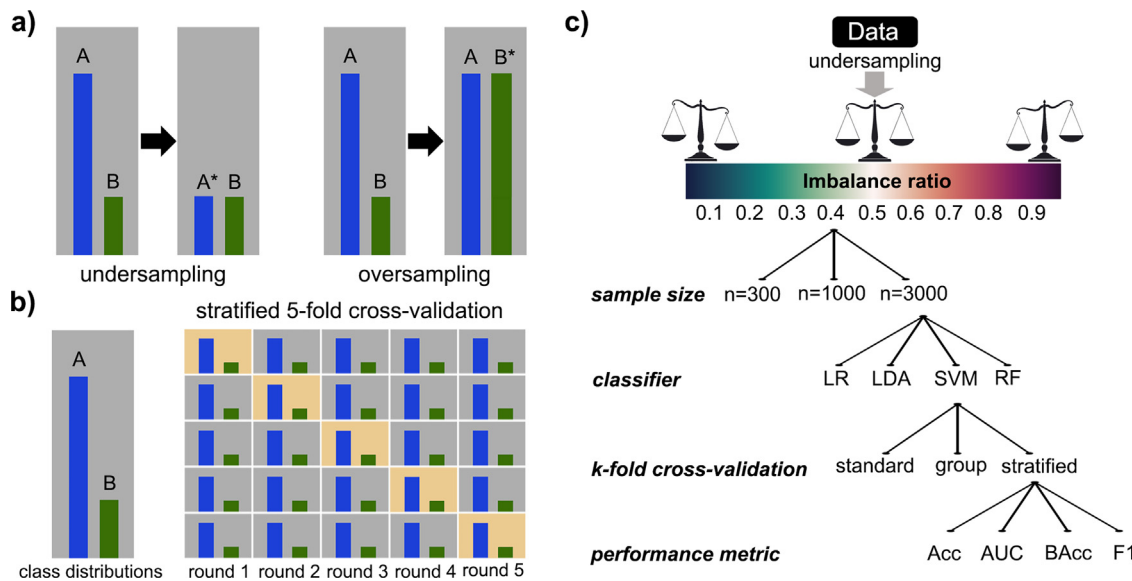 a)
A
B
A* B
undersampling
A
B
A B*
oversampling
b)
stratified 5-fold cross-validation
A
B
class distributions
round 1 round 2 round 3 round 4 round 5
c)
Data
undersampling
Imbalance ratio
0.1 0.2 0.3 0.4 0.5 0.6 0.7 0.8 0.9
sample size n=300 n=1000 n=3000
classifier LR LDA SVM RF
k-fold cross-validation standard group stratified
performance metric Acc AUC BAcc F1